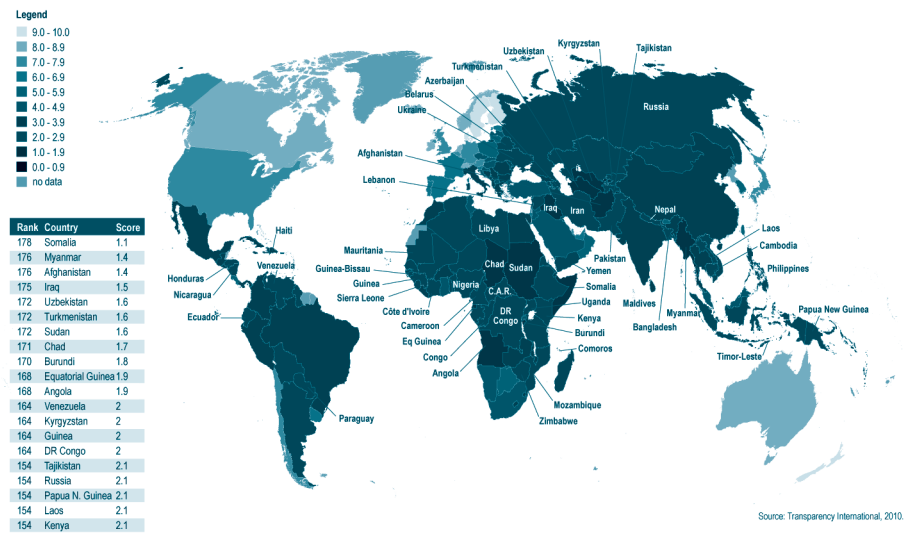 Legend
9.0 - 10.0
8.0 - 8.9
7.0 - 7.9
6.0 - 6.9
5.0 - 5.9
4.0 - 4.9
3.0 - 3.9
2.0 - 2.9
1.0 - 1.9
0.0 - 0.9
no data
Rank Country Score
178 Somalia 1.1
176 Myanmar 1.4
176 Afghanistan 1.4
175 Iraq 1.5
172 Uzbekistan 1.6
172 Turkmenistan 1.6
172 Sudan 1.6
171 Chad 1.7
170 Burundi 1.8
168 Equatorial Guinea 1.9
168 Angola 1.9
164 Venezuela 2
164 Kyrgyzstan 2
164 Guinea 2
164 DR Congo 2
154 Tajikistan 2.1
154 Russia 2.1
154 Papua N. Guinea 2.1
154 Laos 2.1
154 Kenya 2.1
Kyrgyzstan
Uzbekistan
Tajikistan
Turkmenistan
Azerbaijan
Belarus
Ukraine
Russia
Afghanistan
Lebanon
Iraq
Iran
Nepal
Libya
Haiti
Laos
Cambodia
Mauritania
Venezuela
Pakistan
Guinea-Bissau
Chad
Sudan
Yemen
Philippines
Honduras
Guinea
Nigeria
C.A.R.
Somalia
Nicaragua
Sierra Leone
Uganda
Maldives
Myanmar
Papua New Guinea
Ecuador
Côte d'Ivoire
DR
Congo
Kenya
Bangladesh
Cameroon
Burundi
Eq Guinea
Comoros
Congo
Timor-Leste
Angola
Mozambique
Paraguay
Zimbabwe
Source: Transparency International, 2010.